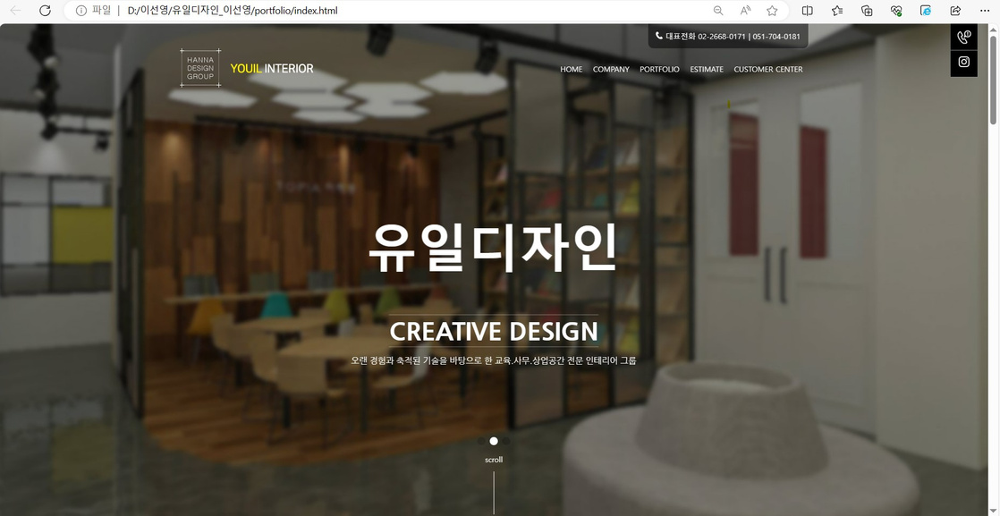 파일
D:/이선영/유일디자인_이선영/portfolio/index.html
대표전화 02-2668-0171 | 051-704-0181
HANNA
DESIGN
GROUP
YOUIL INTERIOR
HOME COMPANY PORTFOLIO ESTIMATE CUSTOMER CENTER
유일디자인
CREATIVE DESIGN
오랜 경험과 축적된 기술을 바탕으로 한 교육.사무.상업공간 전문 인테리어 그룹
scroll